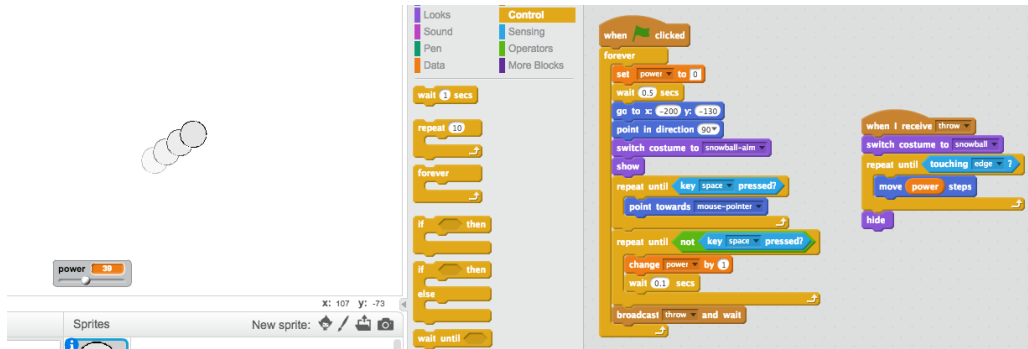 power 39
X: 107 y: -73
Sprites
New sprite:
Looks
Control
Sound
Sensing
Pen
Operators
Data
More Blocks
wait 1 secs
repeat 10
forever
if then
if then
else
wait until
when clicked
forever
set power to 0
wait 0.5 secs
go to x: -200 y: -130
point in direction 90
switch costume to snowball-aim
show
repeat until key space pressed?
point towards mouse-pointer
repeat until not key space pressed?
change power by 1
wait 0.1 secs
broadcast throw and wait
when I receive throw
switch costume to snowball
repeat until touching edge ?
move power steps
hide